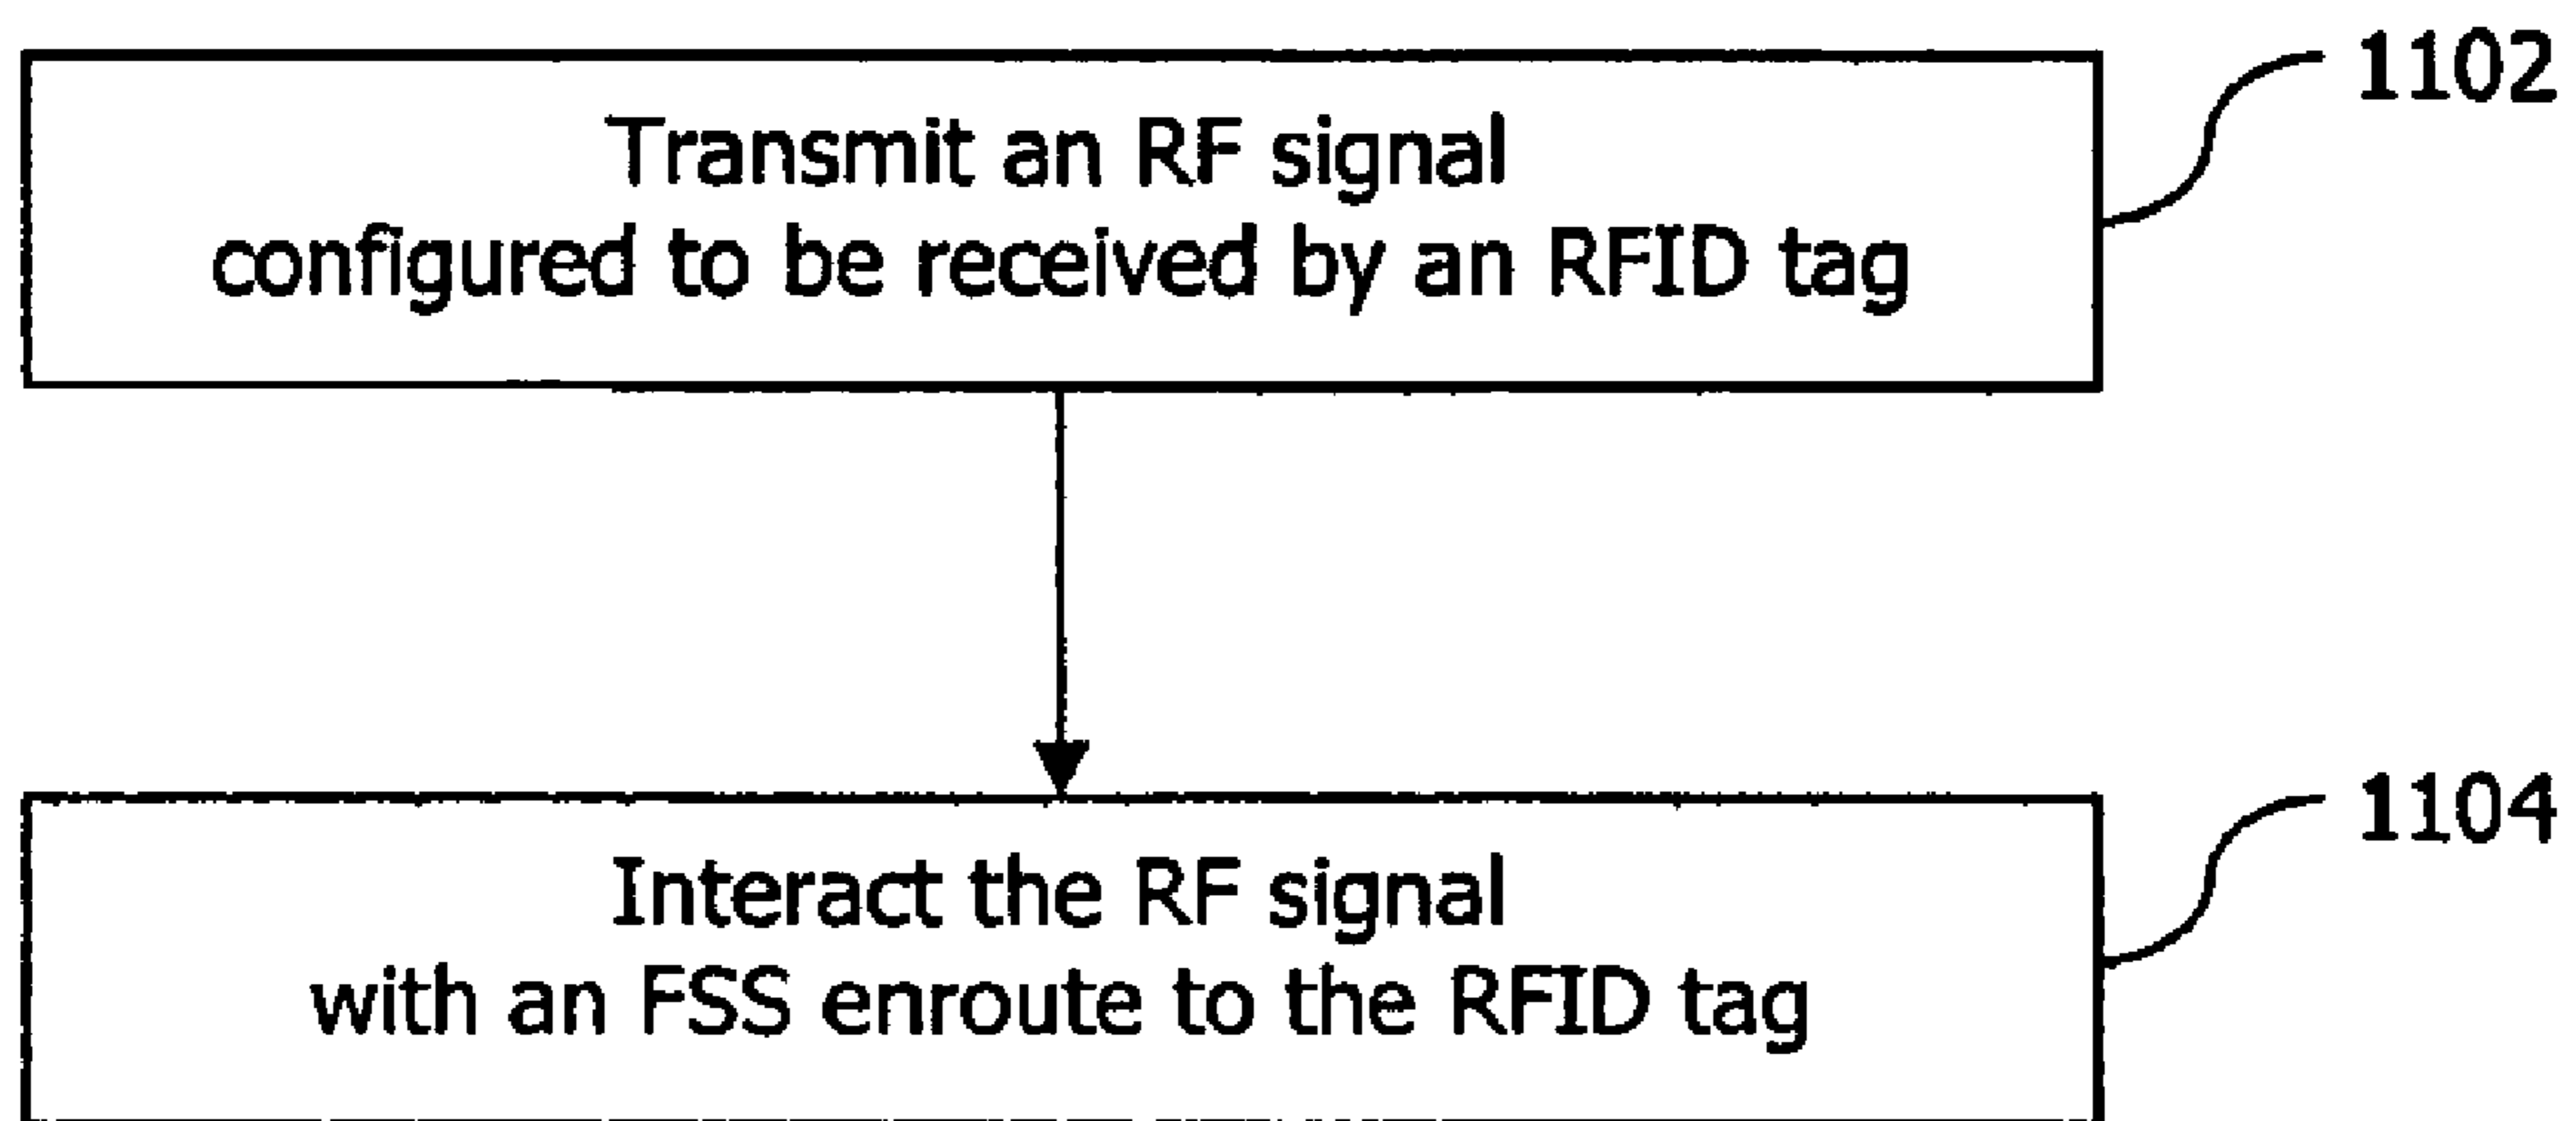 Transmit an RF signal
configured to be received by an RFID tag
1102
Interact the RF signal
with an FSS enroute to the RFID tag
1104